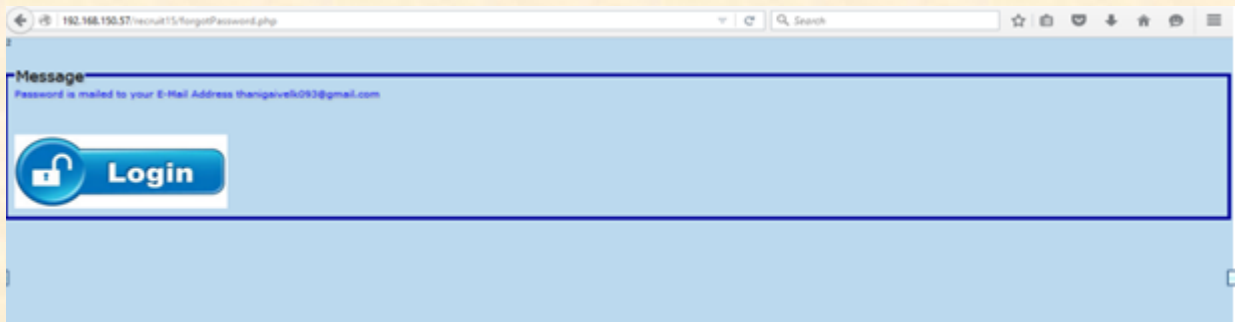 192.168.150.57/recruit15/forgotPassword.php
Search
2
Message
Password is mailed to your E-Mail Address thanigaivelk093@gmail.com
Login